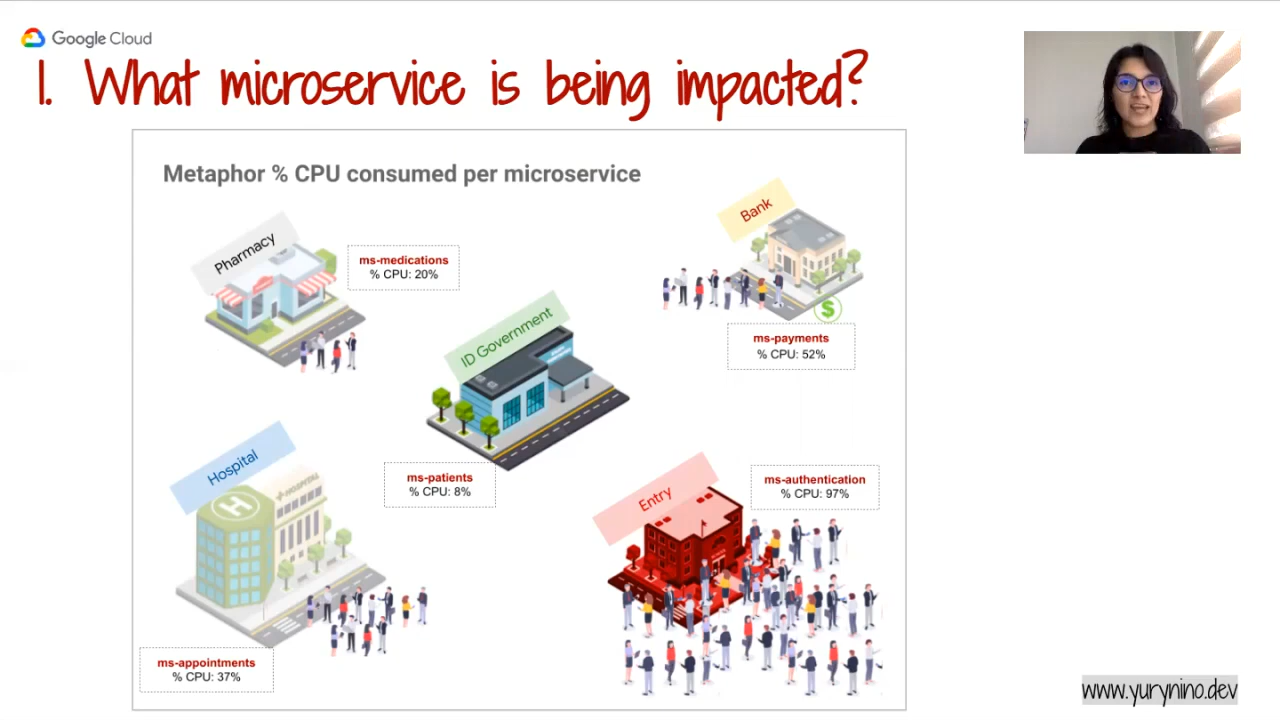 Google Cloud
1. What microservice is being impacted?
Metaphor % CPU consumed per microservice
Pharmacy
ms-medications
% CPU: 20%
Bank
$
ms-payments
% CPU: 52%
ID Government
ms-patients
% CPU: 8%
Hospital
HOSPITAL
H
ms-appointments
% CPU: 37%
Entry
ms-authentication
% CPU: 97%
www.yurynino.dev